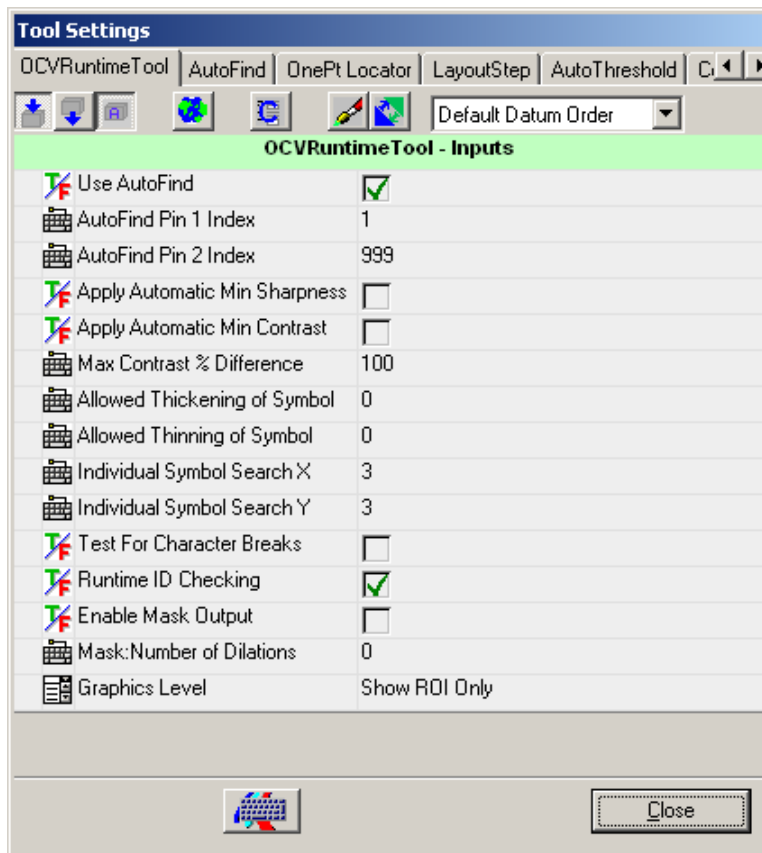 Tool Settings
OCVRuntimeTool AutoFind OnePt Locator LayoutStep AutoThreshold
Default Datum Order
OCVRuntimeTool - Inputs
Use AutoFind
AutoFind Pin 1 Index 1
AutoFind Pin 2 Index 999
Apply Automatic Min Sharpness
Apply Automatic Min Contrast
Max Contrast % Difference 100
Allowed Thickening of Symbol 0
Allowed Thinning of Symbol 0
Individual Symbol Search X 3
Individual Symbol Search Y 3
Test For Character Breaks
Runtime ID Checking
Enable Mask Output
Mask:Number of Dilations 0
Graphics Level Show ROI Only
Close